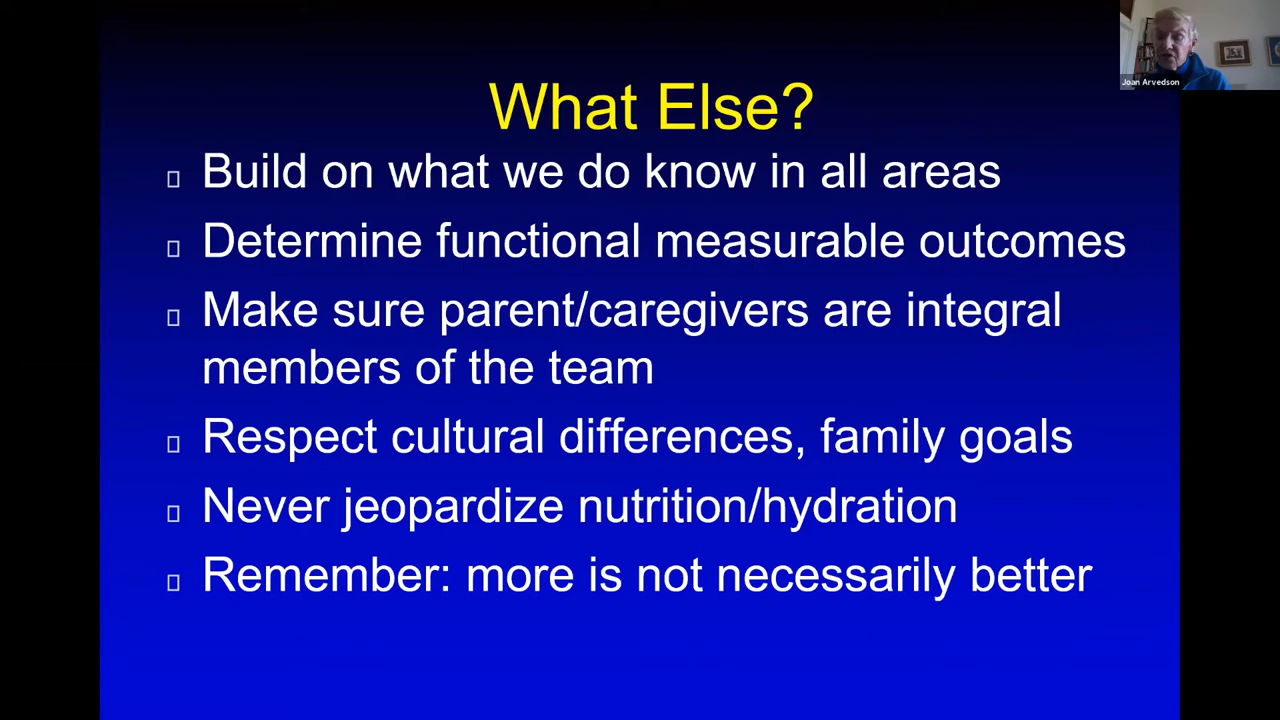 What Else?
Build on what we do know in all areas
Determine functional measurable outcomes
Make sure parent/caregivers are integral
members of the team
Respect cultural differences, family goals
Never jeopardize nutrition/hydration
Remember: more is not necessarily better
Joan Arvedson